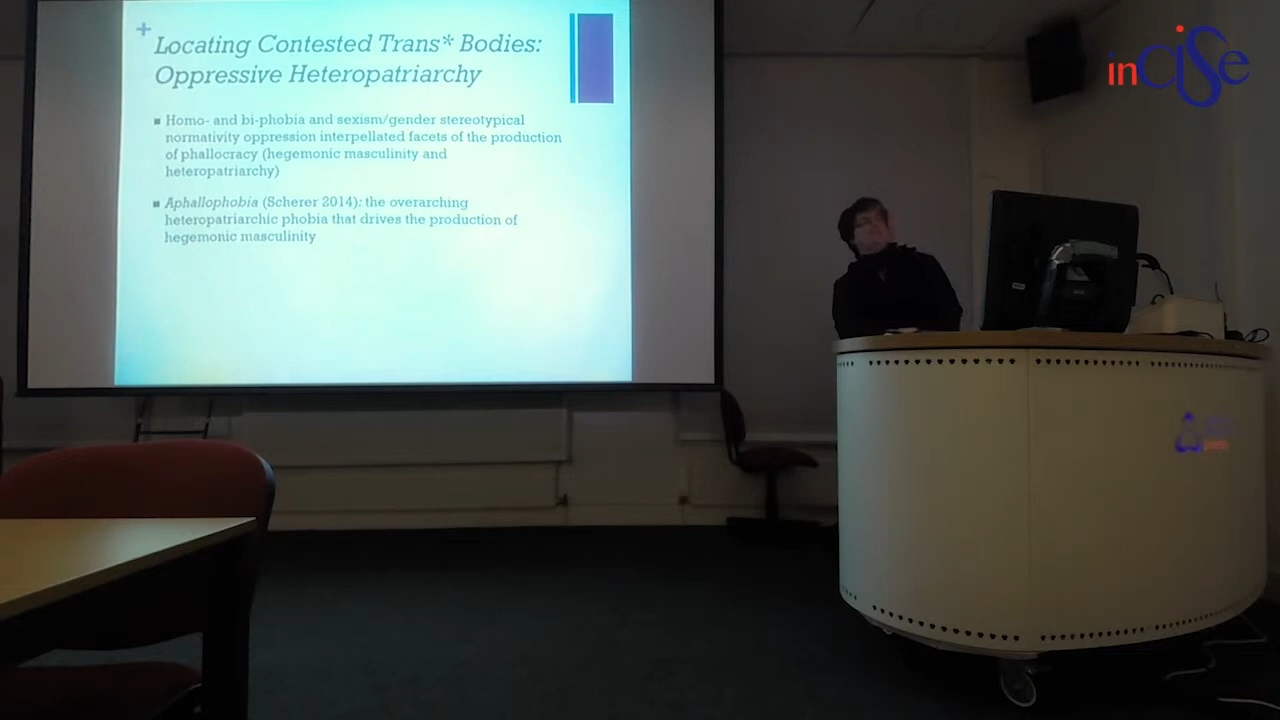 +
Locating Contested Trans* Bodies:
Oppressive Heteropatriarchy
▪ Homo- and bi-phobia and sexism/gender stereotypical
normativity oppression interpellated facets of the production
of phallocracy (hegemonic masculinity and
heteropatriarchy)
▪ Aphallophobia (Scherer 2014): the overarching
heteropatriarchic phobia that drives the production of
hegemonic masculinity
inCISe